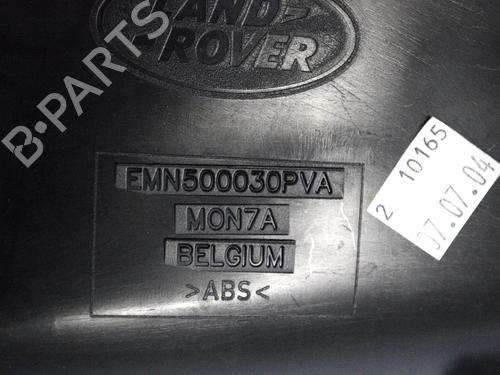 LAND
ROVER
B-PARTS
EMN500030PVA
MON7A
BELGIUM
>ABS<
2 10165
07.07.04